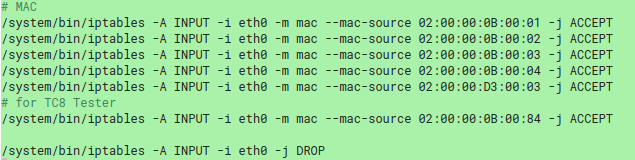 # MAC
/system/bin/iptables -A INPUT -i eth0 -m mac --mac-source 02:00:00:0B:00:01 -j ACCEPT
/system/bin/iptables -A INPUT -i eth0 -m mac --mac-source 02:00:00:0B:00:02 -j ACCEPT
/system/bin/iptables -A INPUT -i eth0 -m mac --mac-source 02:00:00:0B:00:03 -j ACCEPT
/system/bin/iptables -A INPUT -i eth0 -m mac --mac-source 02:00:00:0B:00:04 -j ACCEPT
/system/bin/iptables -A INPUT -i eth0 -m mac --mac-source 02:00:00:D3:00:03 -j ACCEPT
# for TC8 Tester
/system/bin/iptables -A INPUT -i eth0 -m mac --mac-source 02:00:00:0B:00:84 -j ACCEPT
/system/bin/iptables -A INPUT -i eth0 -j DROP